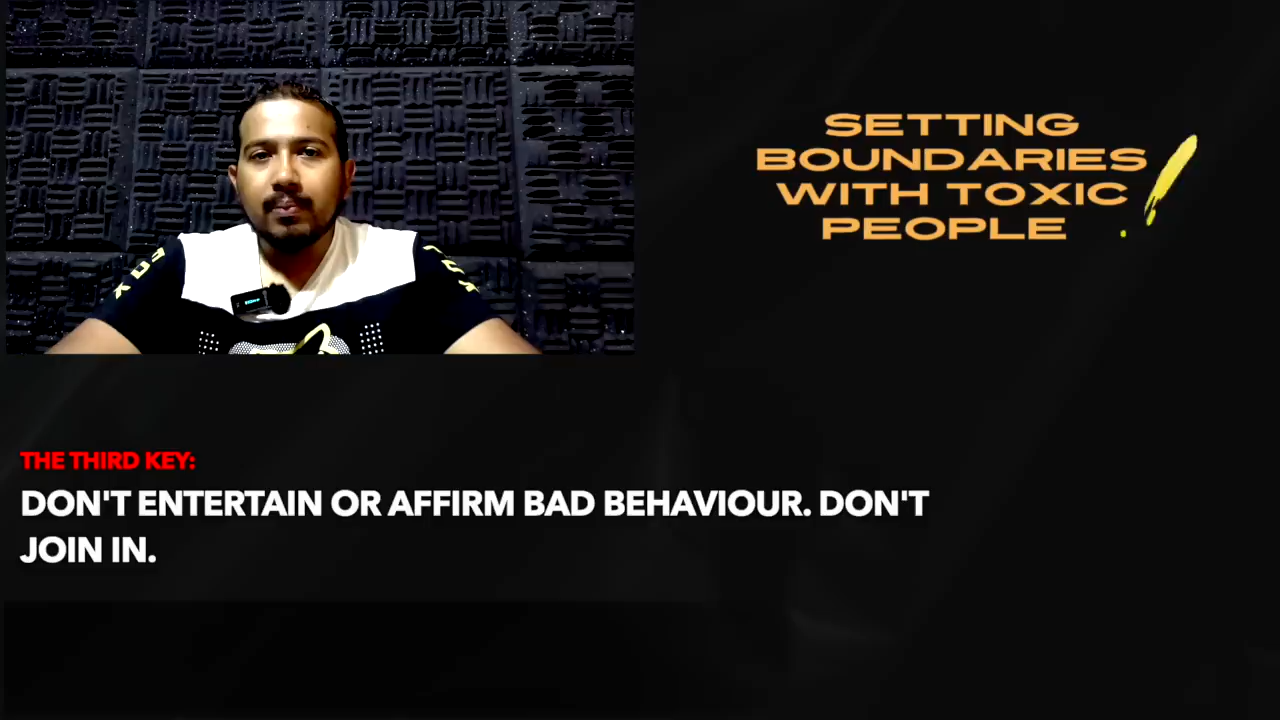 SETTING
BOUNDARIES
WITH TOXIC
PEOPLE
THE THIRD KEY:
DON'T ENTERTAIN OR AFFIRM BAD BEHAVIOUR. DON'T
JOIN IN.